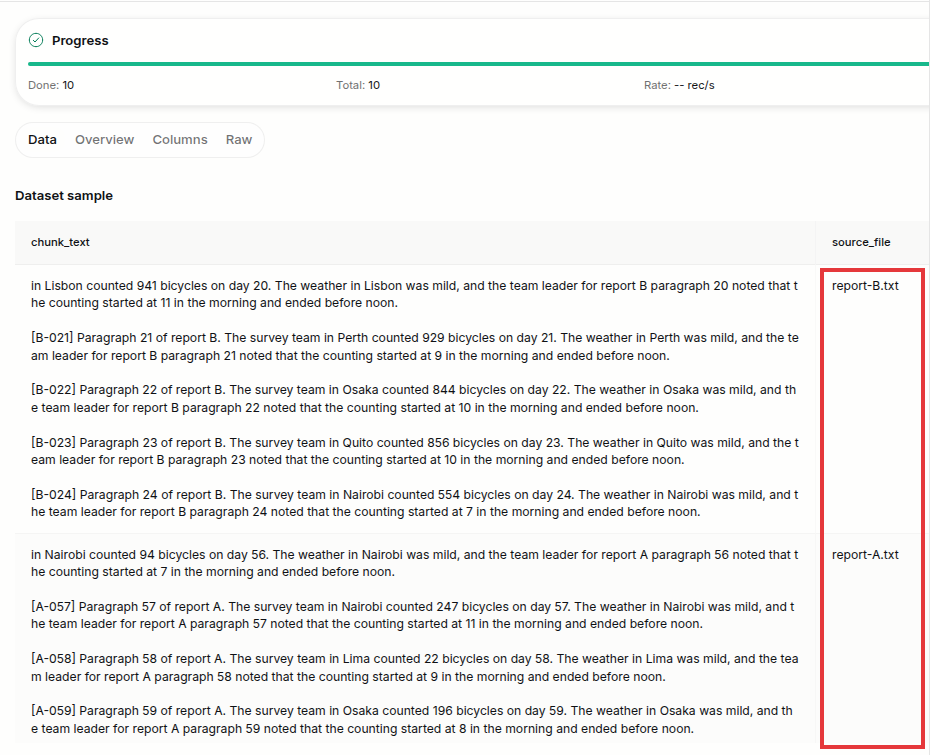 Progress
Done: 10 Total: 10 Rate: -- rec/s
Data Overview Columns Raw
Dataset sample
chunk_text source_file
in Lisbon counted 941 bicycles on day 20. The weather in Lisbon was mild, and the team leader for report B paragraph 20 noted that t report-B.txt
he counting started at 11 in the morning and ended before noon.
[B-021] Paragraph 21 of report B. The survey team in Perth counted 929 bicycles on day 21. The weather in Perth was mild, and the te
am leader for report B paragraph 21 noted that the counting started at 9 in the morning and ended before noon.
[B-022] Paragraph 22 of report B. The survey team in Osaka counted 844 bicycles on day 22. The weather in Osaka was mild, and th
e team leader for report B paragraph 22 noted that the counting started at 10 in the morning and ended before noon.
[B-023] Paragraph 23 of report B. The survey team in Quito counted 856 bicycles on day 23. The weather in Quito was mild, and the t
eam leader for report B paragraph 23 noted that the counting started at 10 in the morning and ended before noon.
[B-024] Paragraph 24 of report B. The survey team in Nairobi counted 554 bicycles on day 24. The weather in Nairobi was mild, and t
he team leader for report B paragraph 24 noted that the counting started at 7 in the morning and ended before noon.
in Nairobi counted 94 bicycles on day 56. The weather in Nairobi was mild, and the team leader for report A paragraph 56 noted that t report-A.txt
he counting started at 7 in the morning and ended before noon.
[A-057] Paragraph 57 of report A. The survey team in Nairobi counted 247 bicycles on day 57. The weather in Nairobi was mild, and t
he team leader for report A paragraph 57 noted that the counting started at 11 in the morning and ended before noon.
[A-058] Paragraph 58 of report A. The survey team in Lima counted 22 bicycles on day 58. The weather in Lima was mild, and the tea
m leader for report A paragraph 58 noted that the counting started at 9 in the morning and ended before noon.
[A-059] Paragraph 59 of report A. The survey team in Osaka counted 196 bicycles on day 59. The weather in Osaka was mild, and th
e team leader for report A paragraph 59 noted that the counting started at 8 in the morning and ended before noon.